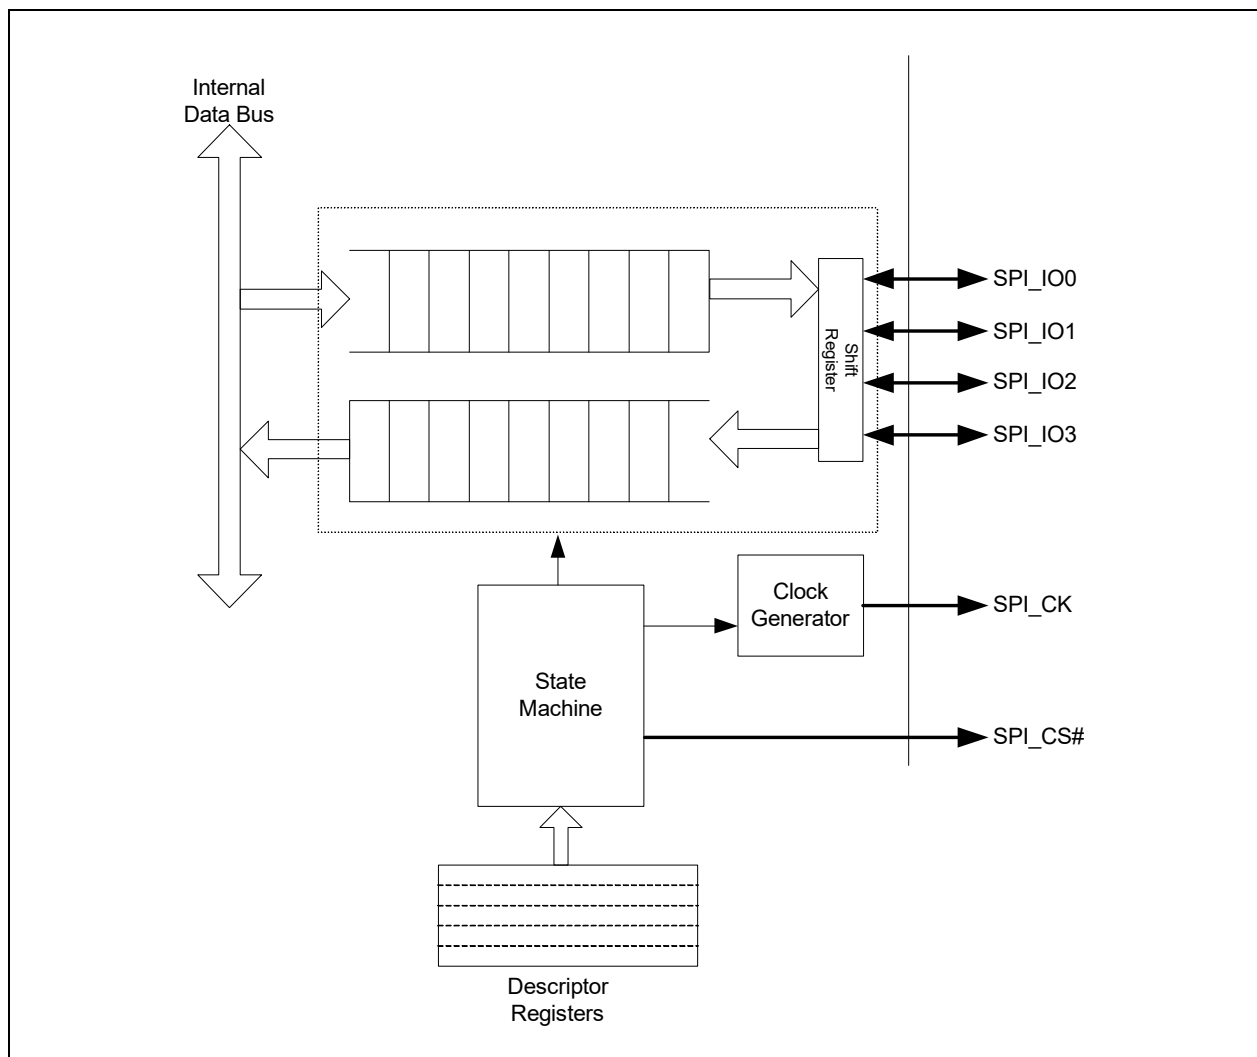 Internal
Data Bus
SPI_IO0
SPI_IO1
Shift
Register
SPI_IO2
SPI_IO3
Clock
Generator
SPI_CK
State
Machine
SPI_CS#
Descriptor
Registers